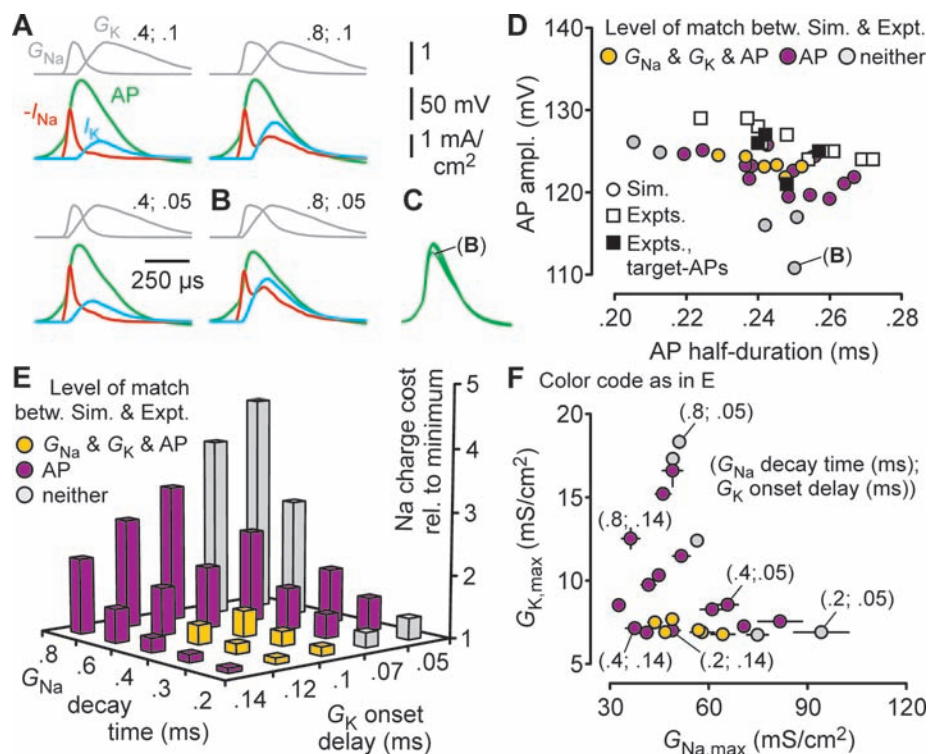 A
G_Na
G_K
.4; .1
.8; .1
1
AP
50 mV
-I_Na
I_K
1 mA/
cm²
.4; .05
B
.8; .05
C
250 µs
(B)
D
Level of match betw. Sim. & Expt.
G_Na & G_K & AP
AP
neither
AP ampl. (mV)
130
120
110
Sim.
Expts.
Expts.,
target-APs
(B)
.20 .22 .24 .26 .28
AP half-duration (ms)
E
Level of match
betw. Sim. & Expt.
G_Na & G_K & AP
AP
neither
Na charge cost
rel. to minimum
5
4
3
2
1
.8
.6
.4
.3
.2
G_Na
decay
time (ms)
.14
.12
.1
.07
.05
G_K onset
delay (ms)
F
Color code as in E
G_K,max (mS/cm²)
20
15
10
5
(.8; .05)
(G_Na decay time (ms);
G_K onset delay (ms))
(.8; .14)
(.4;.05)
(.2; .05)
(.4; .14)
(.2; .14)
30 60 90 120
G_Na,max (mS/cm²)